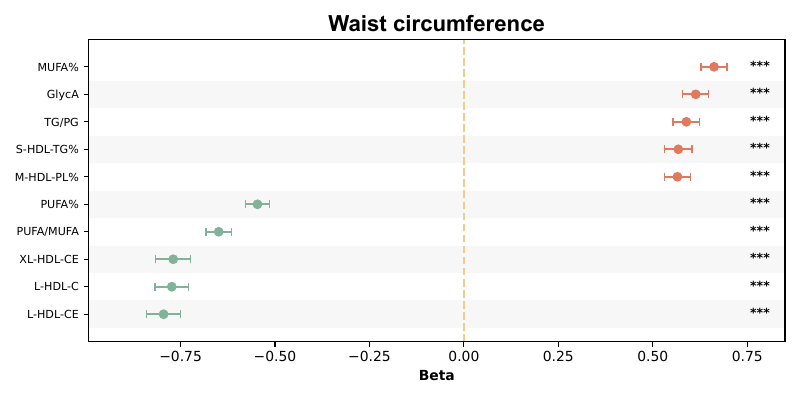 Waist circumference
MUFA% ***
GlycA ***
TG/PG ***
S-HDL-TG% ***
M-HDL-PL% ***
PUFA% ***
PUFA/MUFA ***
XL-HDL-CE ***
L-HDL-C ***
L-HDL-CE ***
−0.75 −0.50 −0.25 0.00 0.25 0.50 0.75
Beta